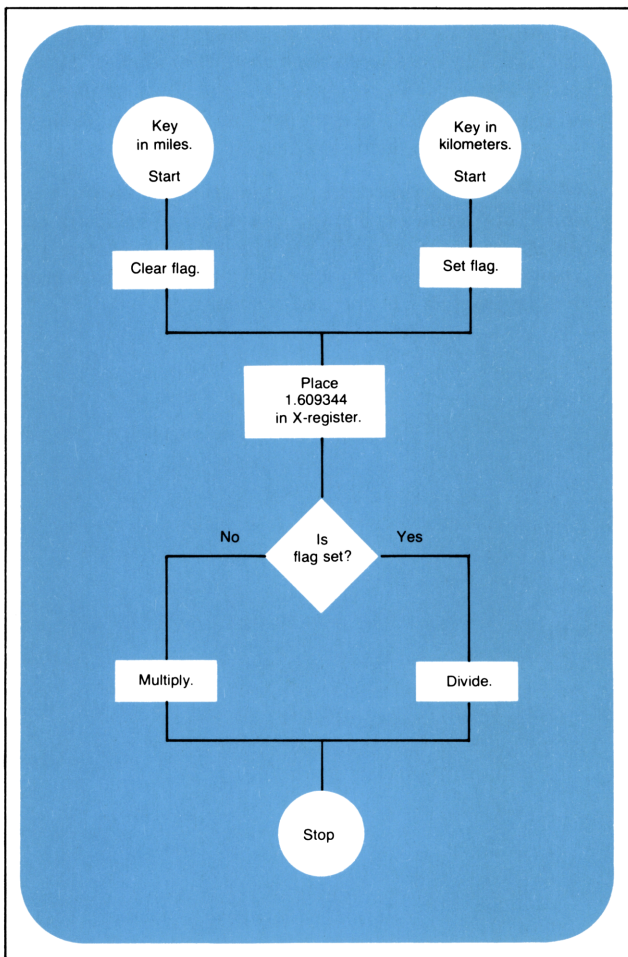 Key
in miles.
Start
Key in
kilometers.
Start
Clear flag.
Set flag.
Place
1.609344
in X-register.
Is
flag set?
No
Yes
Multiply.
Divide.
Stop